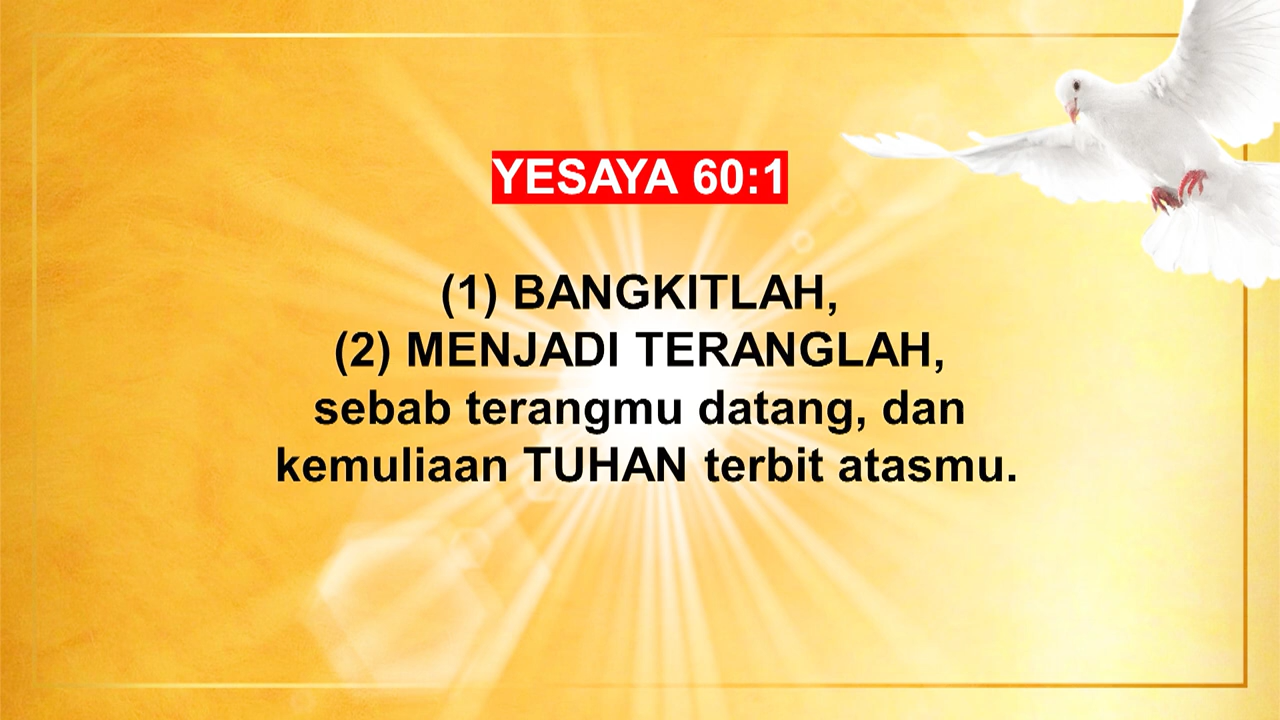 YESAYA 60:1
(1) BANGKITLAH,
(2) MENJADI TERANGLAH,
sebab terangmu datang, dan
kemuliaan TUHAN terbit atasmu.